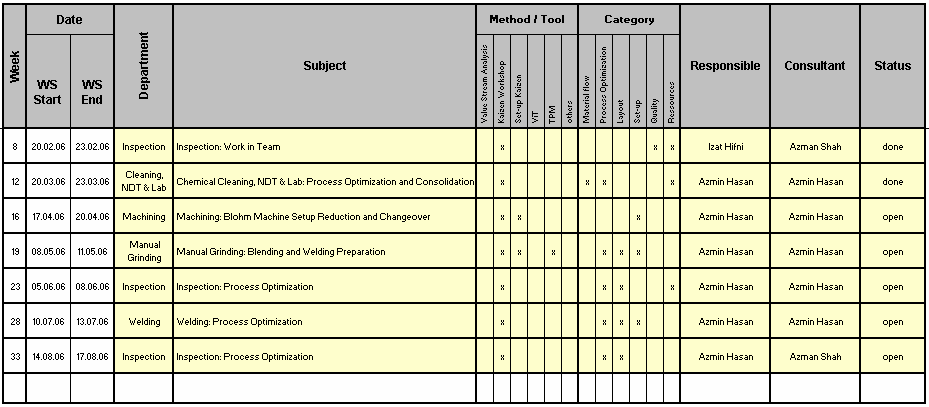 Date Method / Tool Category
Week WS Start WS End Department Subject Value Stream Analysis Kaizen Workshop Set-up Kaizen ViT TPM others Material flow Process Optimization Layout Set-up Quality Ressources Responsible Consultant Status
8 20.02.06 23.02.06 Inspection Inspection: Work in Team x x x Izat Hifni Azman Shah done
12 20.03.06 23.03.06 Cleaning, NDT & Lab Chemical Cleaning, NDT & Lab: Process Optimization and Consolidation x x x x Azmin Hasan Azmin Hasan done
16 17.04.06 20.04.06 Machining Machining: Blohm Machine Setup Reduction and Changeover x x x Azmin Hasan Azmin Hasan open
19 08.05.06 11.05.06 Manual Grinding Manual Grinding: Blending and Welding Preparation x x x x x x Azmin Hasan Azmin Hasan open
23 05.06.06 08.06.06 Inspection Inspection: Process Optimization x x x x Azmin Hasan Azmin Hasan open
28 10.07.06 13.07.06 Welding Welding: Process Optimization x x x x Azmin Hasan Azmin Hasan open
33 14.08.06 17.08.06 Inspection Inspection: Process Optimization x x x Azmin Hasan Azman Shah open